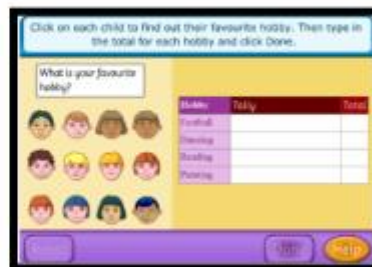 Click on each child to find out their favourite hobby. Then type in
the total for each hobby and click Done.
What is your favourite
hobby?
Hobby Tally Total
Football
Dancing
Reading
Painting
Help